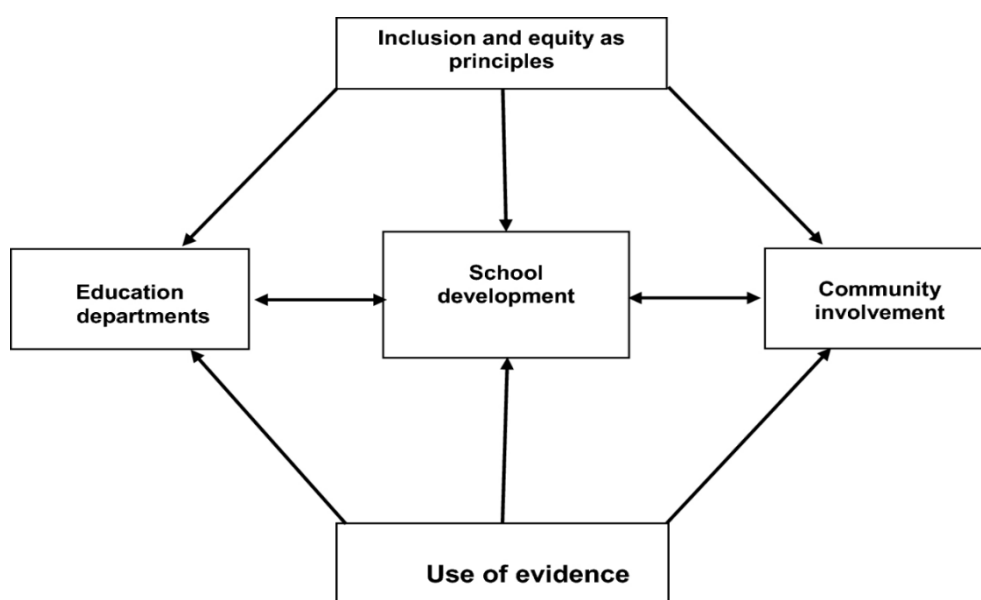 Inclusion and equity as
principles
Education
departments
School
development
Community
involvement
Use of evidence